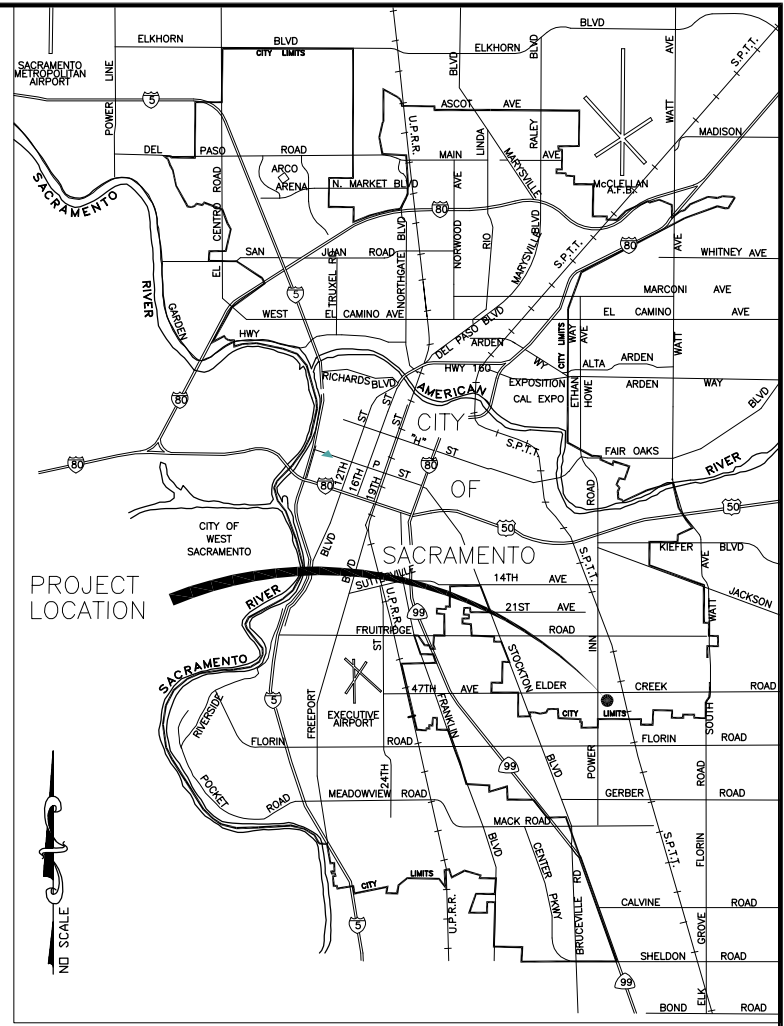 BLVD
ELKHORN
BLVD
CITY LIMITS
ELKHORN
BLVD
BLVD
AVE
S.P.T.T.
SACRAMENTO
METROPOLITAN
AIRPORT
LINE
POWER
5
ASCOT AVE
U.P.R.R.
LINDA
RALEY
WATT
MADISON
DEL PASO ROAD
MAIN AVE
MARYSVILLE
ARCO
ARENA
N. MARKET BLVD
McCLELLAN
A.F.B.
SACRAMENTO
RIVER
EL CENTRO ROAD
80
AVE
NORWOOD
RIO
BLVD
MARYSVILLE
S.P.T.T.
80
AVE
SAN JUAN ROAD
BLVD
NORTHGATE
TRUXEL RD
WHITNEY AVE
5
MARCONI AVE
GARDEN
HWY
WEST EL CAMINO AVE
EL CAMINO AVE
DEL PASO BLVD
ARDEN
WY
CITY LIMITS
WAY
AVE
ALTA ARDEN
WATT
HWY 160
RICHARDS BLVD
AMERICAN
RIVER
EXPOSITION
CAL EXPO
ETHAN
HOWE
ARDEN WAY
BLVD
80
ST
ST
CITY
OF
SACRAMENTO
"H" ST
S.P.T.T.
FAIR OAKS
80
P ST
12TH
16TH
19TH
80
80
ROAD
50
50
CITY OF
WEST
SACRAMENTO
BLVD
BLVD
SUTTERVILLE
14TH AVE
S.P.T.T.
KIEFER BLVD
AVE
JACKSON
WATT
PROJECT
LOCATION
RIVER
U.P.R.R.
99
21ST AVE
FRUITRIDGE
ROAD
ST
STOCKTON
INN
SACRAMENTO
47TH AVE
ELDER CREEK ROAD
CITY LIMITS
EXECUTIVE
AIRPORT
5
RIVERSIDE
FREEPORT
FRANKLIN
SOUTH
FLORIN ROAD
FLORIN ROAD
POCKET
ROAD
24TH
99
BLVD
POWER
ROAD
MEADOWVIEW ROAD
GERBER ROAD
MACK ROAD
BLVD
CENTER
PKWY
RD
BRUCEVILLE
S.P.T.T.
FLORIN
CITY LIMITS
U.P.R.R.
CALVINE ROAD
5
GROVE
SHELDON ROAD
99
ELK
BOND ROAD
NO SCALE